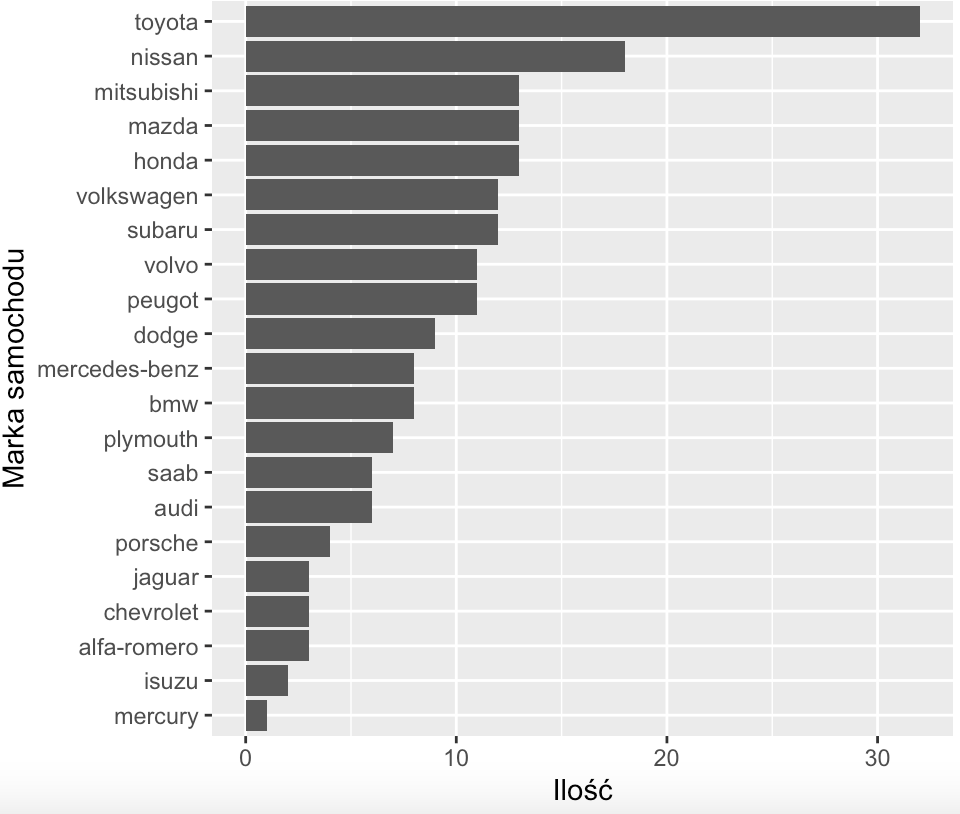 toyota
nissan
mitsubishi
mazda
honda
volkswagen
subaru
volvo
peugot
dodge
mercedes-benz
bmw
plymouth
saab
audi
porsche
jaguar
chevrolet
alfa-romero
isuzu
mercury
Marka samochodu
0 10 20 30
Ilość